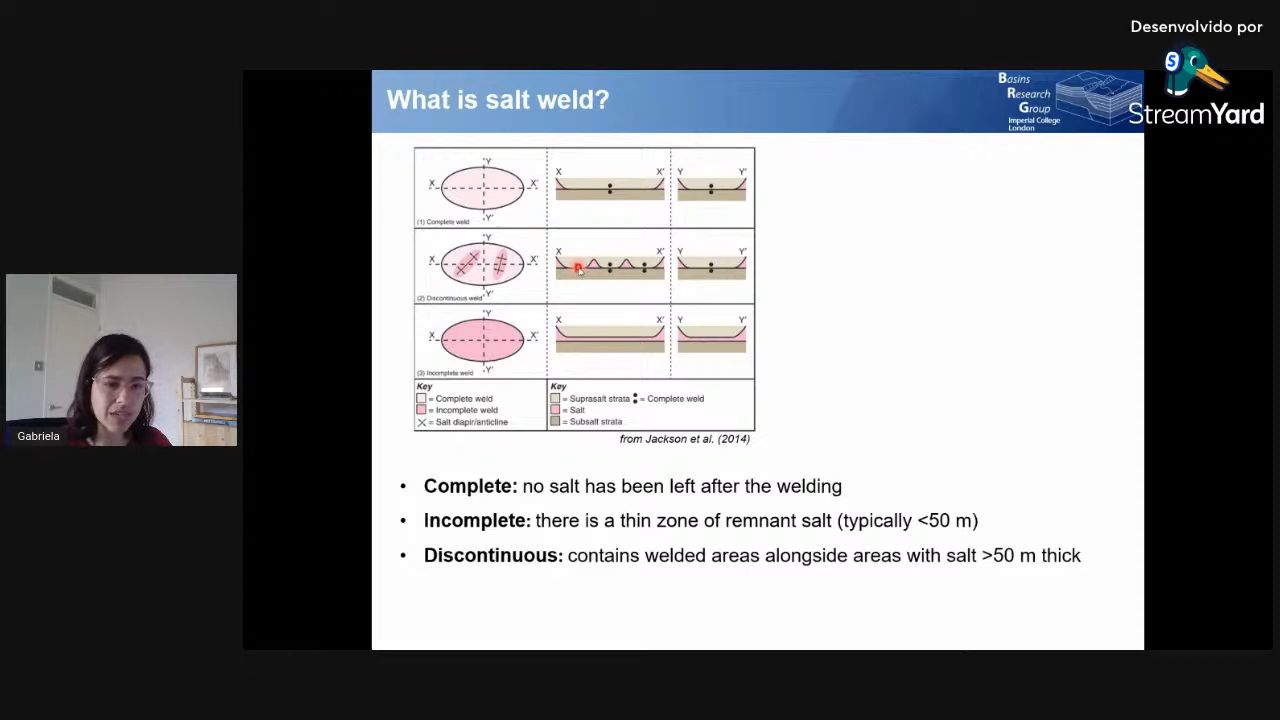 Desenvolvido por
StreamYard
What is salt weld?
Basins
Research
Group
Imperial College
London
Y
X
X'
Y'
(1) Complete weld
X
X'
Y
Y'
Y
X
X'
Y'
(2) Discontinuous weld
X
X'
Y
Y'
Y
X
X'
Y'
(3) Incomplete weld
X
X'
Y
Y'
Key
= Complete weld
= Incomplete weld
= Salt diapir/anticline
Key
= Suprasalt strata = Complete weld
= Salt
= Subsalt strata
from Jackson et al. (2014)
• Complete: no salt has been left after the welding
• Incomplete: there is a thin zone of remnant salt (typically <50 m)
• Discontinuous: contains welded areas alongside areas with salt >50 m thick
Gabriela